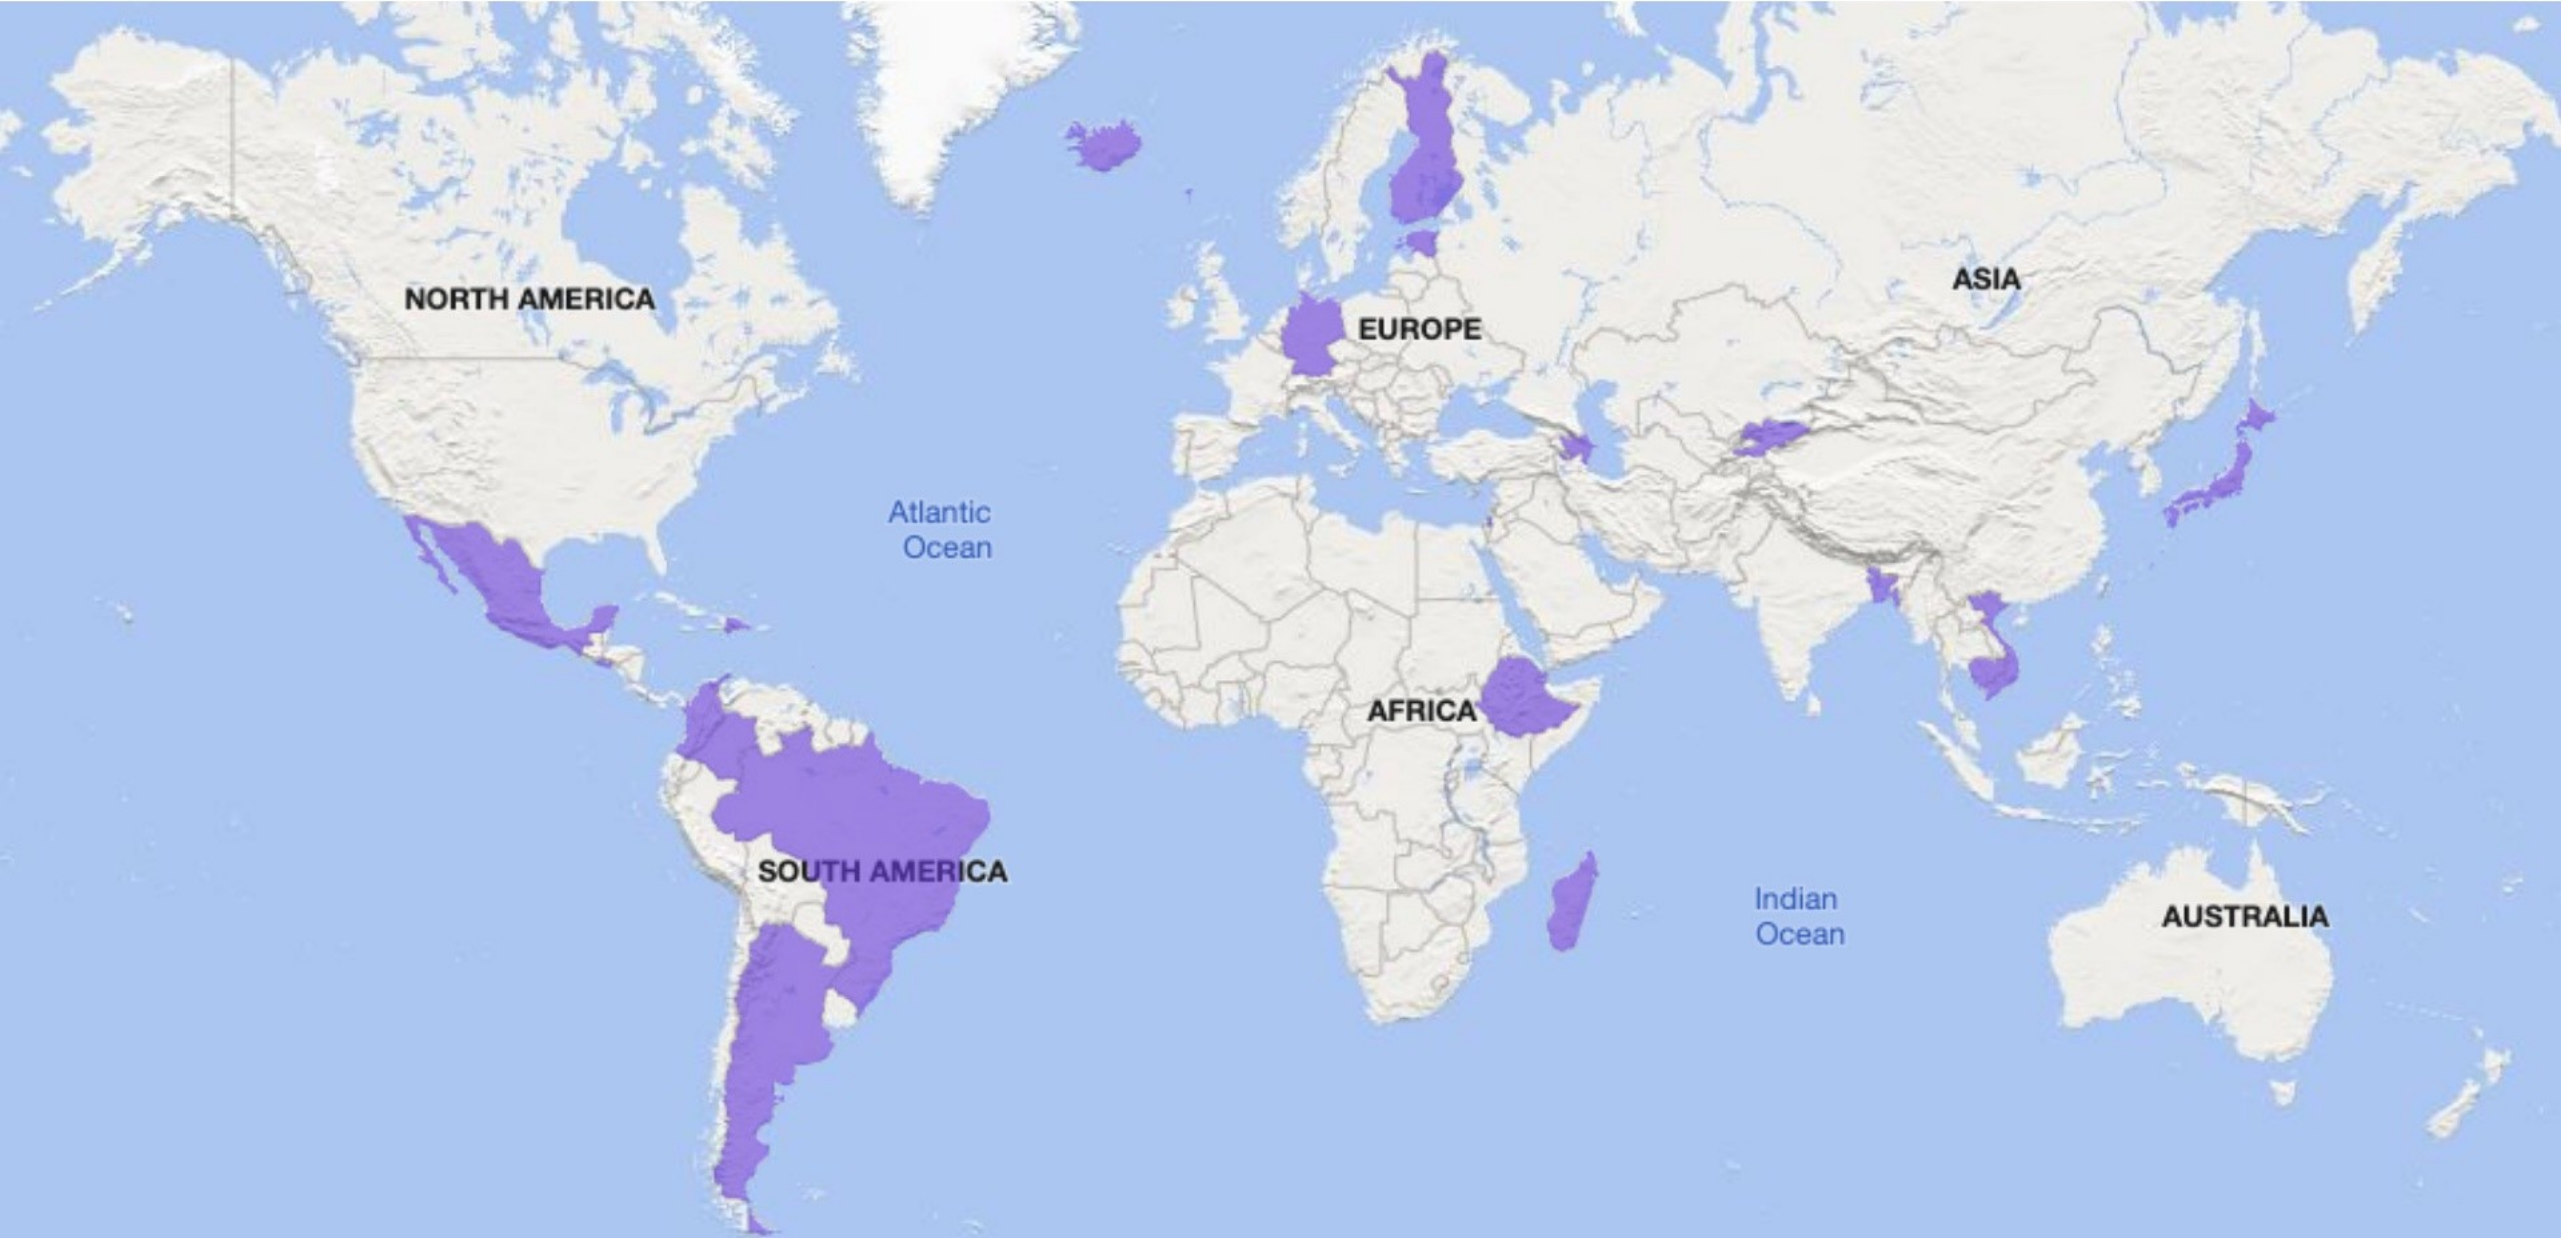 NORTH AMERICA
ASIA
EUROPE
Atlantic
Ocean
AFRICA
SOUTH AMERICA
Indian
Ocean
AUSTRALIA